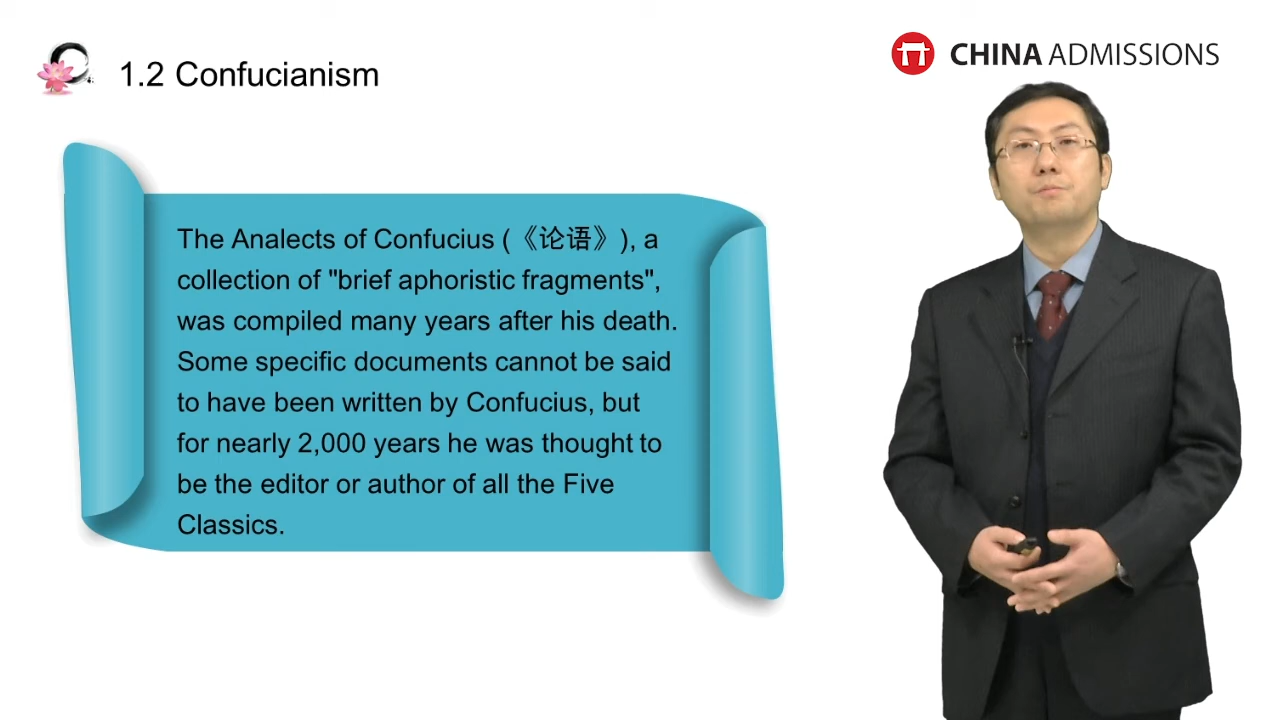 1.2 Confucianism
CHINA ADMISSIONS
The Analects of Confucius (《论语》), a
collection of "brief aphoristic fragments",
was compiled many years after his death.
Some specific documents cannot be said
to have been written by Confucius, but
for nearly 2,000 years he was thought to
be the editor or author of all the Five
Classics.